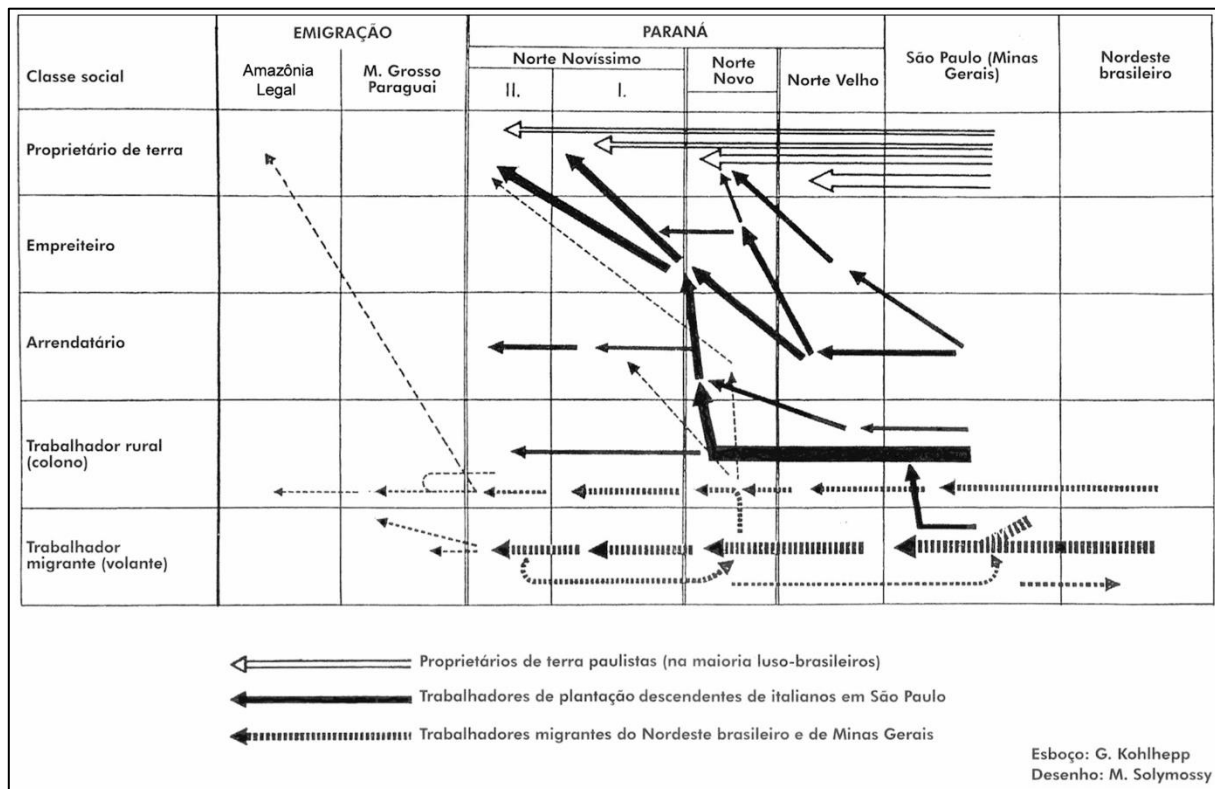 EMIGRAÇÃO
PARANÁ
Classe social
Amazônia
Legal
M. Grosso
Paraguai
Norte Novíssimo
II.
I.
Norte
Novo
Norte Velho
São Paulo (Minas
Gerais)
Nordeste
brasileiro
Proprietário de terra
Empreiteiro
Arrendatário
Trabalhador rural
(colono)
Trabalhador
migrante (volante)
Proprietários de terra paulistas (na maioria luso-brasileiros)
Trabalhadores de plantação descendentes de italianos em São Paulo
Trabalhadores migrantes do Nordeste brasileiro e de Minas Gerais
Esboço: G. Kohlhepp
Desenho: M. Solymossy